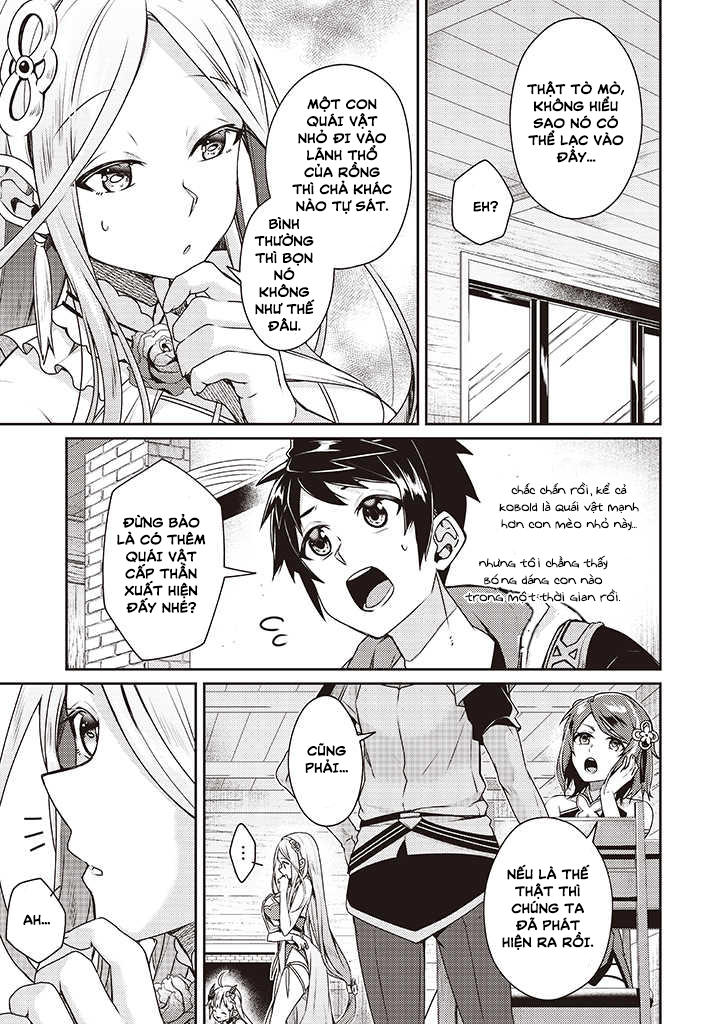 THẬT TÒ MÒ,
KHÔNG HIỂU
SAO NÓ CÓ
THỂ LẠC VÀO
ĐÂY...
EH?
MỘT CON
QUÁI VẬT
NHỎ ĐI VÀO
LÃNH THỔ
CỦA RỒNG
THÌ CHẢ KHÁC
NÀO TỰ SÁT.
BÌNH
THƯỜNG
THÌ BỌN
NÓ
KHÔNG
NHƯ THẾ
ĐÂU.
chắc chắn rồi, kể cả
kobold là quái vật mạnh
hơn con mèo nhỏ này...
nhưng tôi chẳng thấy
bóng dáng con nào
trong một thời gian rồi.
ĐỪNG BẢO
LÀ CÓ THÊM
QUÁI VẬT
CẤP THẦN
XUẤT HIỆN
ĐẤY NHÉ?
NẾU LÀ THẾ
THẬT THÌ
CHÚNG TA
ĐÃ PHÁT
HIỆN RA RỒI.
CŨNG
PHẢI...
...
AH...